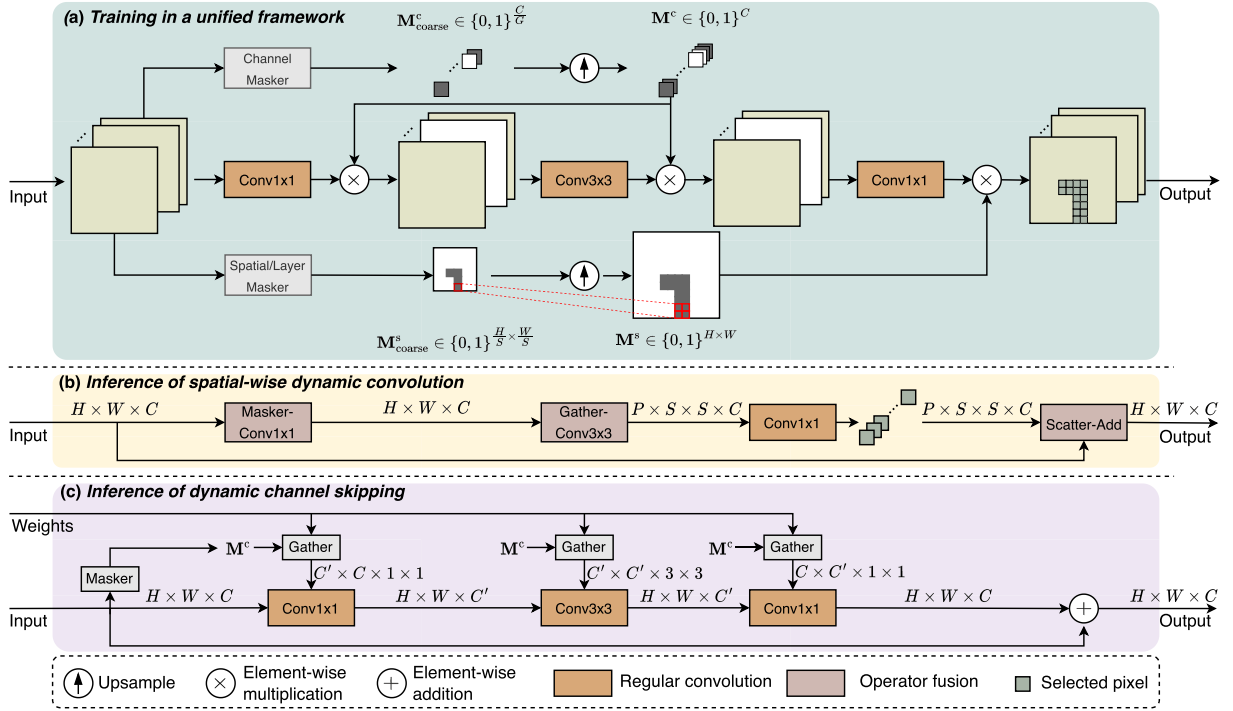 (a) Training in a unified framework
M^c_coarse ∈ {0, 1}^{C/G}
M^c ∈ {0, 1}^C
Channel
Masker
Input
Conv1x1
Conv3x3
Conv1x1
Output
Spatial/Layer
Masker
M^s_coarse ∈ {0, 1}^{H/S × W/S}
M^s ∈ {0, 1}^{H×W}
(b) Inference of spatial-wise dynamic convolution
H × W × C
Masker-
Conv1x1
H × W × C
Gather-
Conv3x3
P × S × S × C
Conv1x1
P × S × S × C
Scatter-Add
H × W × C
Input
Output
(c) Inference of dynamic channel skipping
Weights
Masker
M^c
Gather
M^c
Gather
M^c
Gather
C′ × C × 1 × 1
C′ × C′ × 3 × 3
C × C′ × 1 × 1
H × W × C
Conv1x1
H × W × C′
Conv3x3
H × W × C′
Conv1x1
H × W × C
H × W × C
Input
Output
Upsample
Element-wise
multiplication
Element-wise
addition
Regular convolution
Operator fusion
Selected pixel